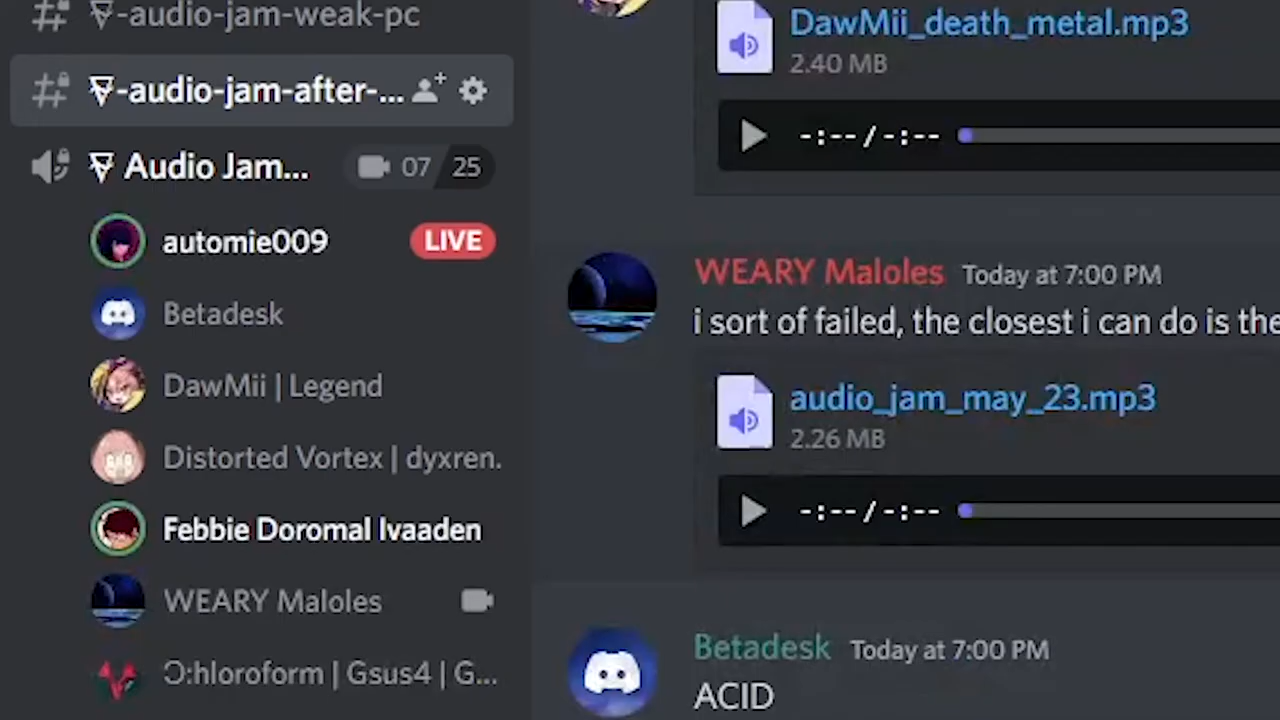 -audio-jam-weak-pc
-audio-jam-after-...
Audio Jam...
07
25
automie009
LIVE
Betadesk
DawMii | Legend
Distorted Vortex | dyxren.
Febbie Doromal Ivaaden
WEARY Maloles
Ɔ:hloroform | Gsus4 | G...
DawMii_death_metal.mp3
2.40 MB
-:-- / -:--
WEARY Maloles Today at 7:00 PM
i sort of failed, the closest i can do is the
audio_jam_may_23.mp3
2.26 MB
-:-- / -:--
Betadesk Today at 7:00 PM
ACID